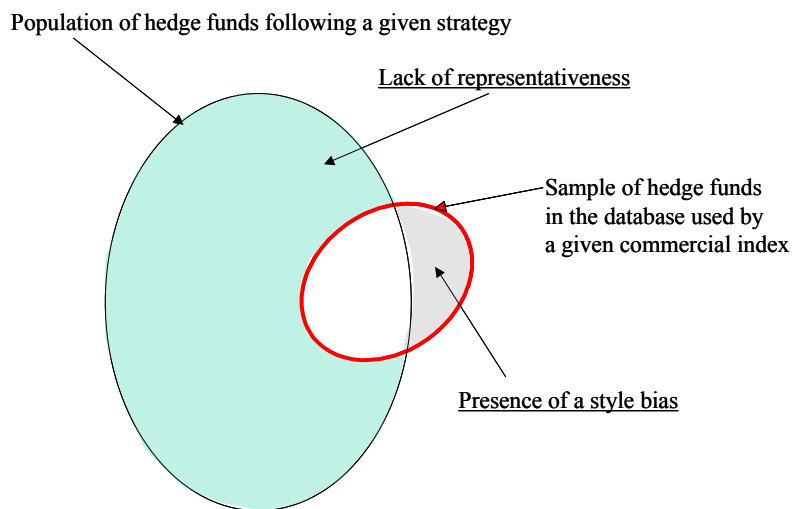 Population of hedge funds following a given strategy
Lack of representativeness
Sample of hedge funds
in the database used by
a given commercial index
Presence of a style bias